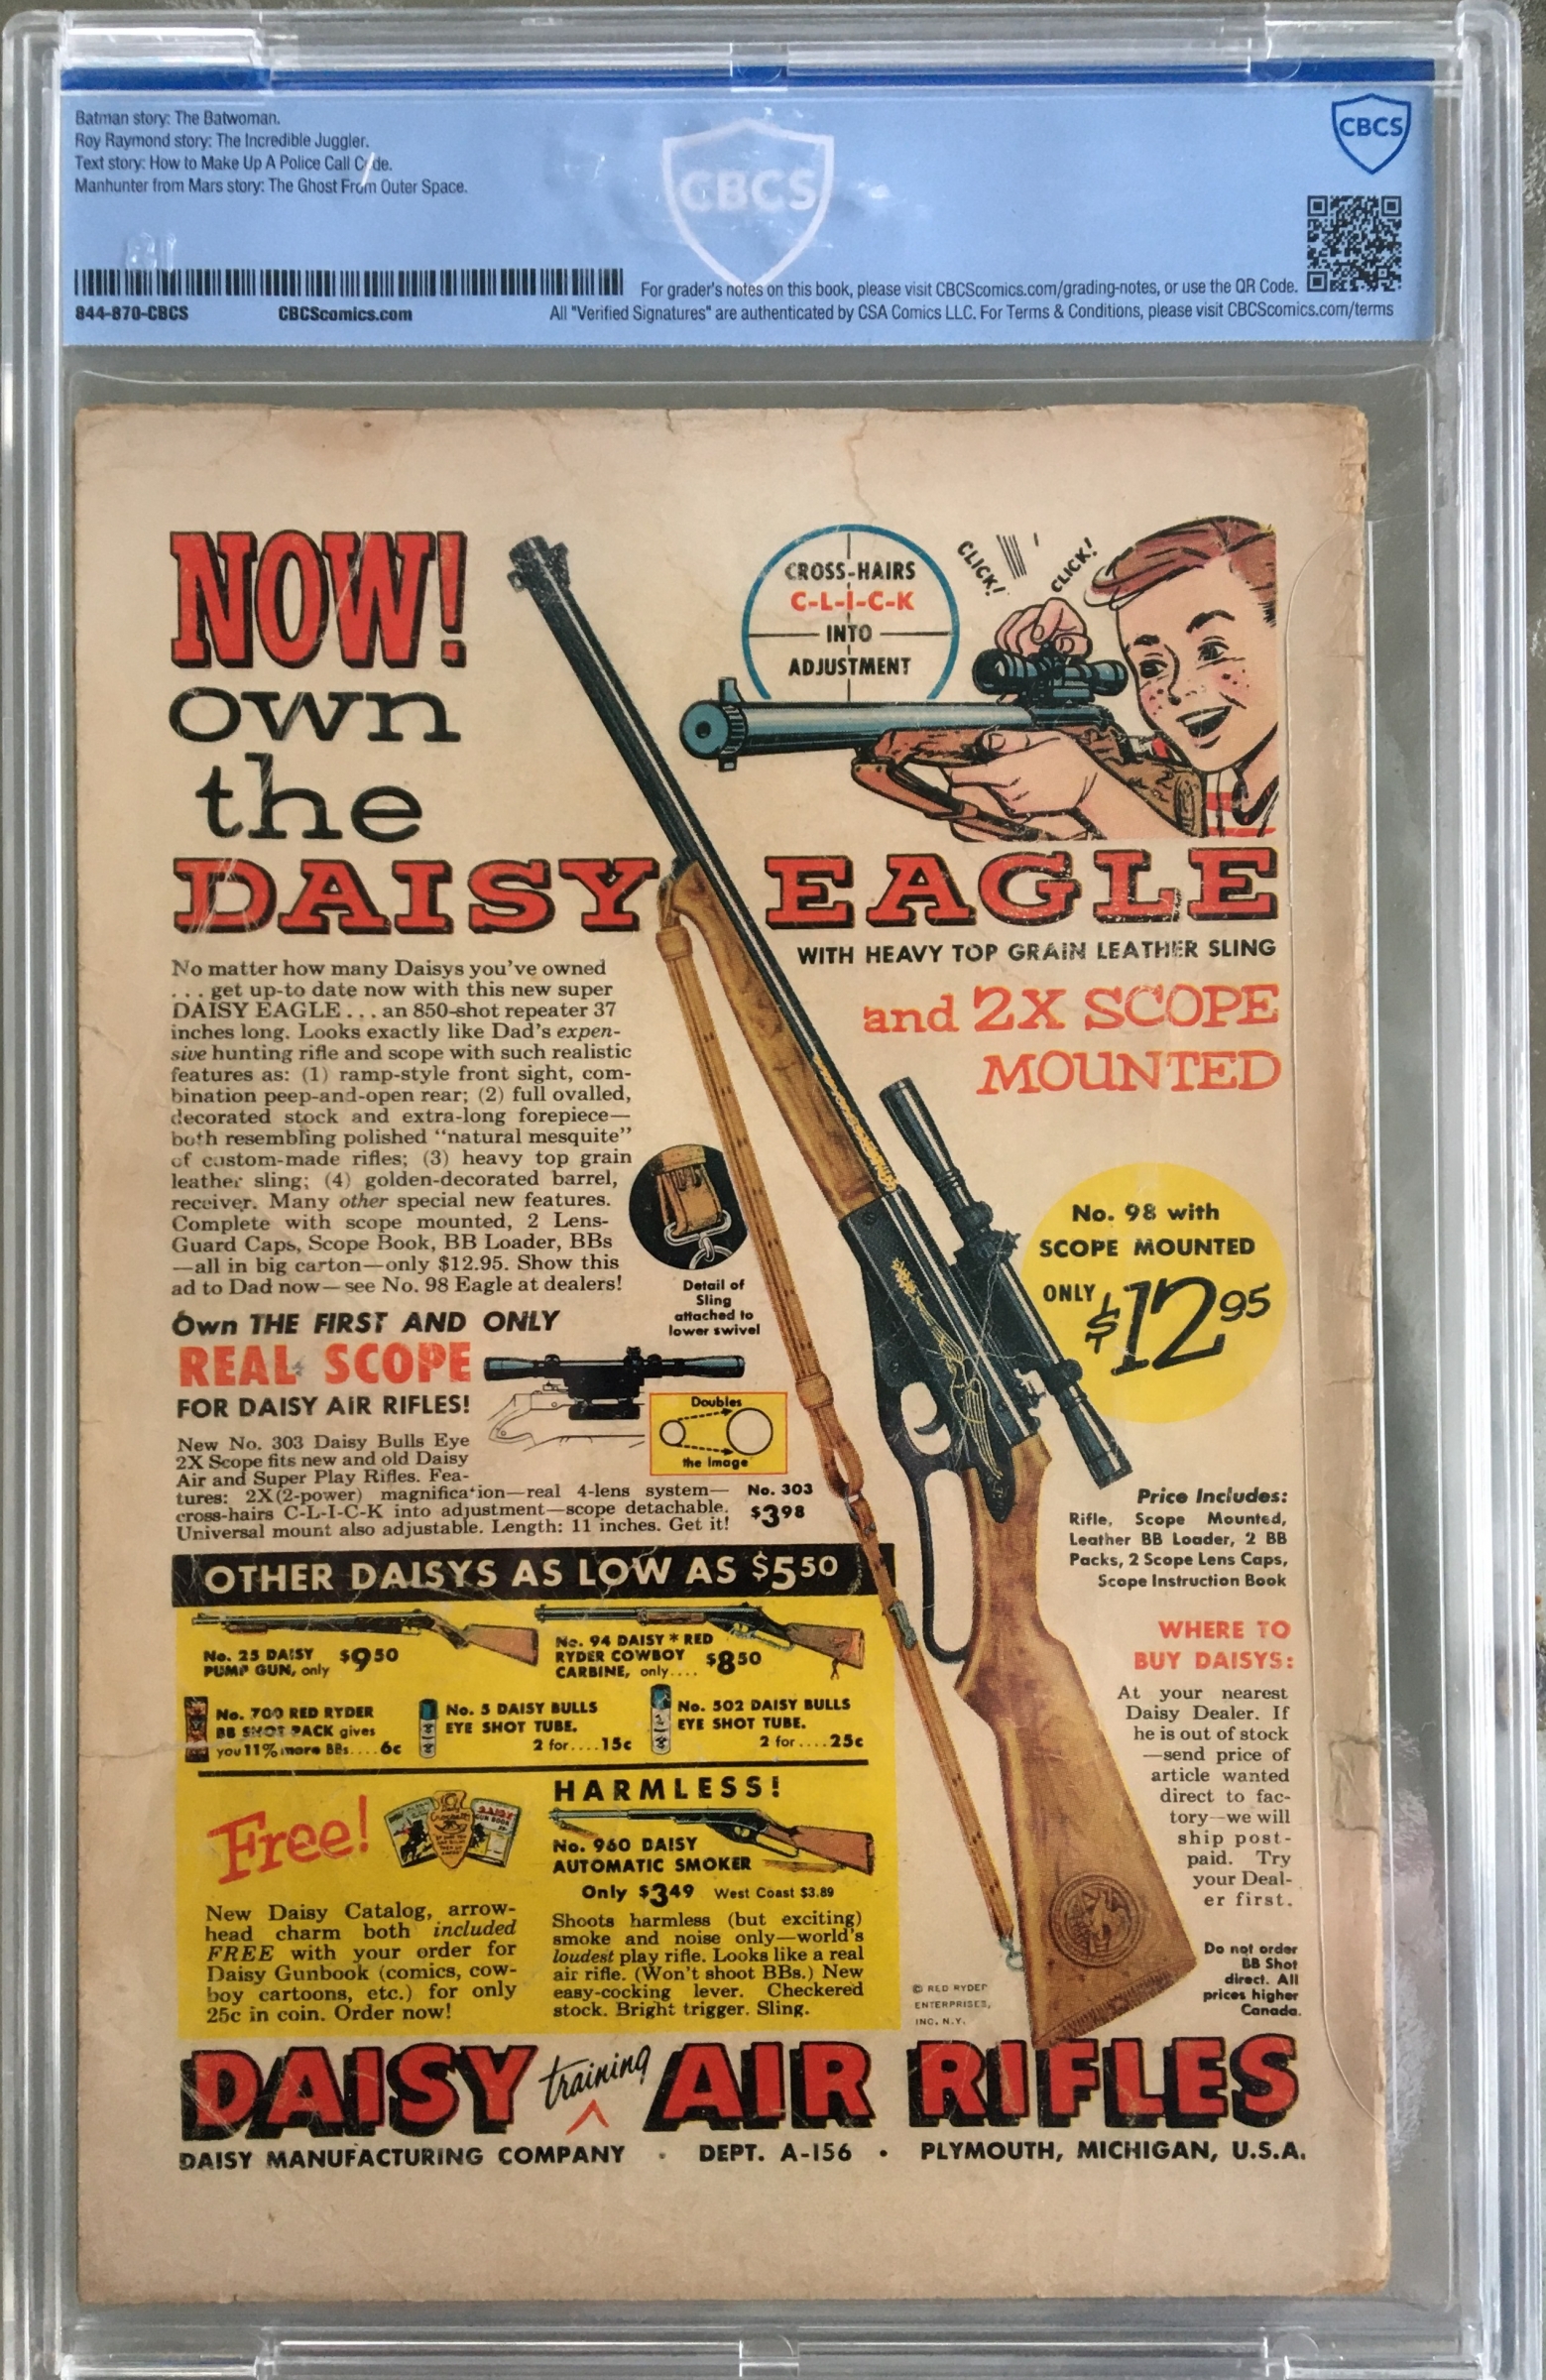 Batman story: The Batwoman.
Roy Raymond story: The Incredible Juggler.
Text story: How to Make Up A Police Call Code.
Manhunter from Mars story: The Ghost From Outer Space.
CBCS
CBCS
844-870-CBCS
CBCScomics.com
For grader's notes on this book, please visit CBCScomics.com/grading-notes, or use the QR Code.
All "Verified Signatures" are authenticated by CSA Comics LLC. For Terms & Conditions, please visit CBCScomics.com/terms
NOW!
own
the
DAISY EAGLE
CROSS-HAIRS
C-L-I-C-K
INTO
ADJUSTMENT
CLICK!
CLICK!
WITH HEAVY TOP GRAIN LEATHER SLING
and 2X SCOPE
MOUNTED
No matter how many Daisys you've owned
... get up-to date now with this new super
DAISY EAGLE... an 850-shot repeater 37
inches long. Looks exactly like Dad's expen-
sive hunting rifle and scope with such realistic
features as: (1) ramp-style front sight, com-
bination peep-and-open rear; (2) full ovalled,
decorated stock and extra-long forepiece—
both resembling polished "natural mesquite"
of custom-made rifles; (3) heavy top grain
leather sling; (4) golden-decorated barrel,
receiver. Many other special new features.
Complete with scope mounted, 2 Lens-
Guard Caps, Scope Book, BB Loader, BBs
—all in big carton—only $12.95. Show this
ad to Dad now—see No. 98 Eagle at dealers!
Detail of
Sling
attached to
lower swivel
No. 98 with
SCOPE MOUNTED
ONLY $12 95
Own THE FIRST AND ONLY
REAL SCOPE
FOR DAISY AIR RIFLES!
Doubles
the Image
New No. 303 Daisy Bulls Eye
2X Scope fits new and old Daisy
Air and Super Play Rifles. Fea-
tures: 2X(2-power) magnification—real 4-lens system—
cross-hairs C-L-I-C-K into adjustment—scope detachable.
Universal mount also adjustable. Length: 11 inches. Get it!
No. 303
$3 98
Price Includes:
Rifle, Scope Mounted,
Leather BB Loader, 2 BB
Packs, 2 Scope Lens Caps,
Scope Instruction Book
OTHER DAISYS AS LOW AS $5 50
No. 25 DAISY
PUMP GUN, only $9 50
No. 94 DAISY * RED
RYDER COWBOY
CARBINE, only.... $8 50
No. 700 RED RYDER
BB SHOT PACK gives
you 11% more BBs....6c
No. 5 DAISY BULLS
EYE SHOT TUBE.
2 for....15c
No. 502 DAISY BULLS
EYE SHOT TUBE.
2 for....25c
WHERE TO
BUY DAISYS:
At your nearest
Daisy Dealer. If
he is out of stock
—send price of
article wanted
direct to fac-
tory—we will
ship post-
paid. Try
your Deal-
er first.
Free!
New Daisy Catalog, arrow-
head charm both included
FREE with your order for
Daisy Gunbook (comics, cow-
boy cartoons, etc.) for only
25c in coin. Order now!
HARMLESS!
No. 960 DAISY
AUTOMATIC SMOKER
Only $3 49 West Coast $3.89
Shoots harmless (but exciting)
smoke and noise only—world's
loudest play rifle. Looks like a real
air rifle. (Won't shoot BBs.) New
easy-cocking lever. Checkered
stock. Bright trigger. Sling.
© RED RYDER
ENTERPRISES,
INC. N.Y.
Do not order
BB Shot
direct. All
prices higher
Canada.
DAISY training AIR RIFLES
DAISY MANUFACTURING COMPANY • DEPT. A-156 • PLYMOUTH, MICHIGAN, U.S.A.